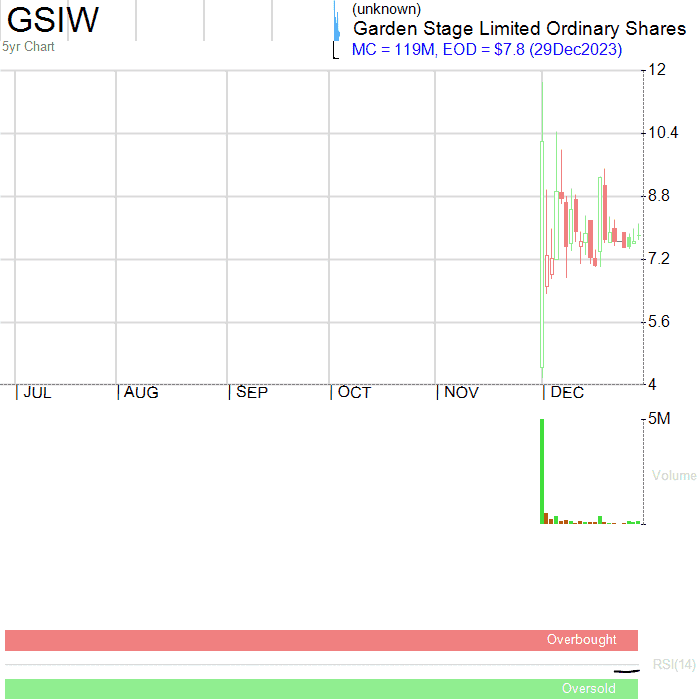 GSIW
(unknown)
Garden Stage Limited Ordinary Shares
5yr Chart
MC = 119M, EOD = $7.8 (29Dec2023)
12
10.4
8.8
7.2
5.6
4
JUL AUG SEP OCT NOV DEC
5M
Volume
Overbought
RSI(14)
Oversold